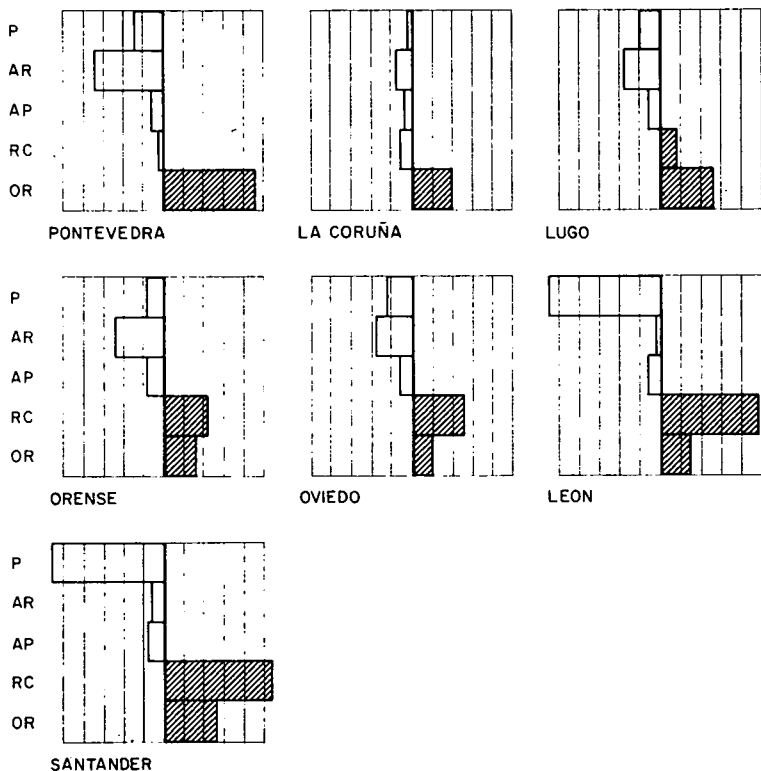 P
AR
AP
RC
OR
PONTEVEDRA
LA CORUÑA
LUGO
P
AR
AP
RC
OR
ORENSE
OVIEDO
LEON
P
AR
AP
RC
OR
SANTANDER